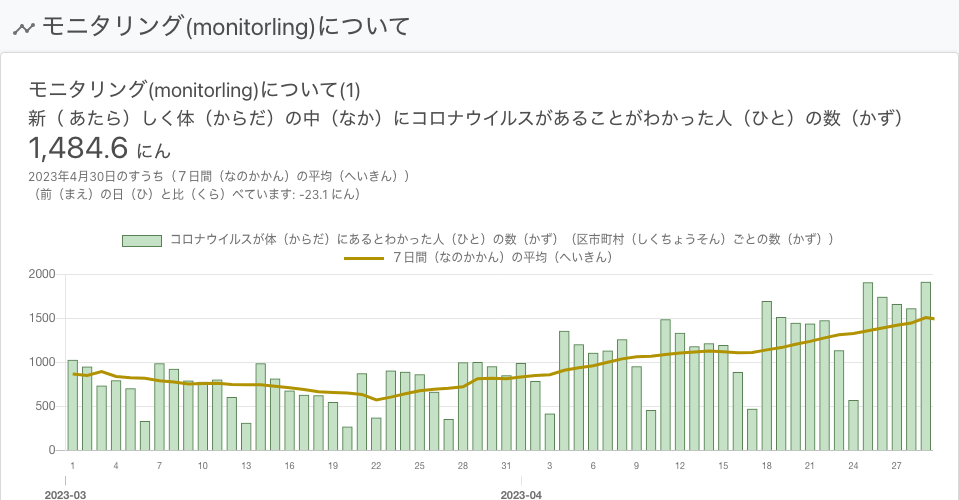 モニタリング(monitorling)について
モニタリング(monitorling)について(1)
新（ あたら）しく体（からだ）の中（なか）にコロナウイルスがあることがわかった人（ひと）の数（かず）
1,484.6 にん
2023年4月30日のすうち（７日間（なのかかん）の平均（へいきん））
（前（まえ）の日（ひ）と比（くら）べています: -23.1 にん）
コロナウイルスが体（からだ）にあるとわかった人（ひと）の数（かず）（区市町村（しくちょうそん）ごとの数（かず））
７日間（なのかかん）の平均（へいきん）
2000
1500
1000
500
0
1 4 7 10 13 16 19 22 25 28 31 3 6 9 12 15 18 21 24 27
2023-03 2023-04